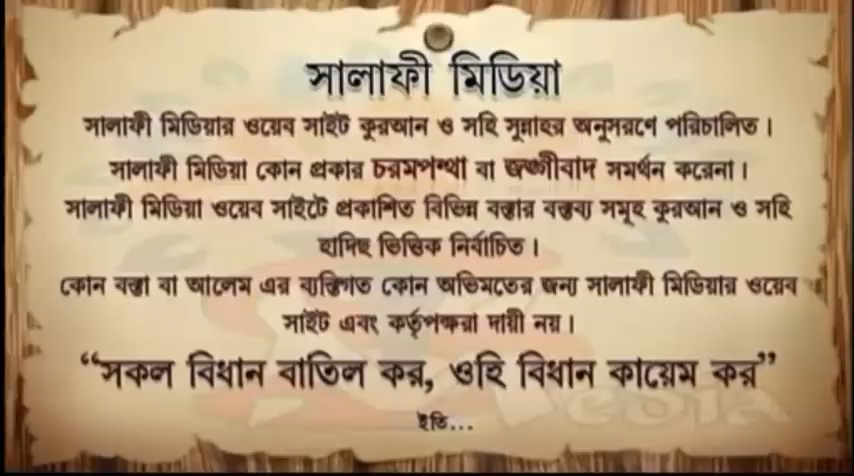 সালাফী মিডিয়া
সালাফী মিডিয়ার ওয়েব সাইট কুরআন ও সহি সুন্নাহর অনুসরণে পরিচালিত।
সালাফী মিডিয়া কোন প্রকার চরমপন্থা বা জঙ্গীবাদ সমর্থন করেনা।
সালাফী মিডিয়া ওয়েব সাইটে প্রকাশিত বিভিন্ন বক্তার বক্তব্য সমূহ কুরআন ও সহি
হাদিছ ভিত্তিক নির্বাচিত।
কোন বক্তা বা আলেম এর ব্যক্তিগত কোন অভিমতের জন্য সালাফী মিডিয়ার ওয়েব
সাইট এবং কর্তৃপক্ষরা দায়ী নয়।
“সকল বিধান বাতিল কর, ওহি বিধান কায়েম কর”
ইতি...